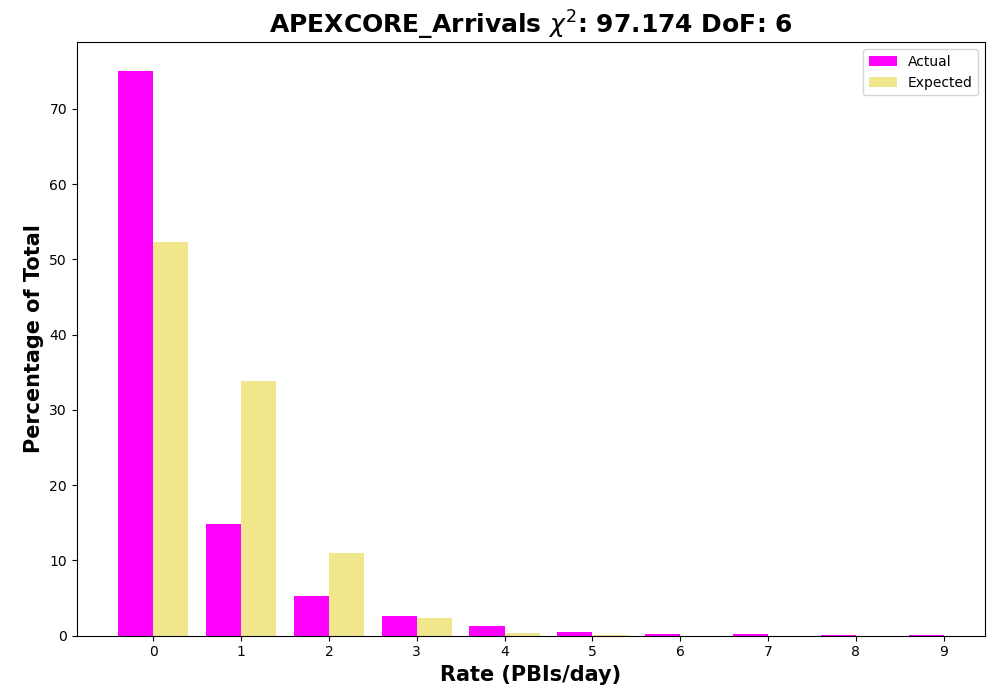 APEXCORE_Arrivals χ²: 97.174 DoF: 6
Actual
Expected
Percentage of Total
70
60
50
40
30
20
10
0
0 1 2 3 4 5 6 7 8 9
Rate (PBIs/day)